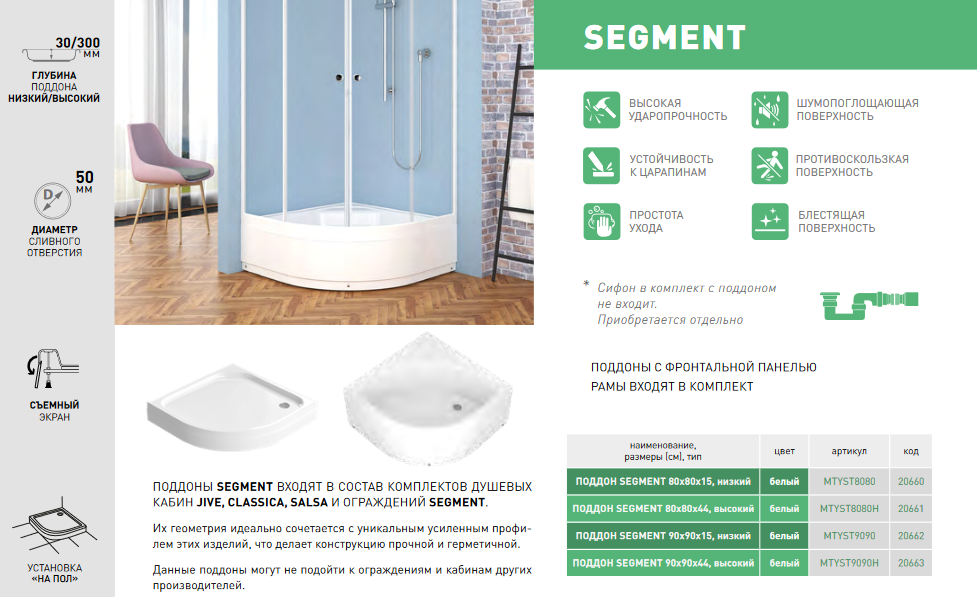 30/300
ММ
ГЛУБИНА
ПОДДОНА
НИЗКИЙ/ВЫСОКИЙ
50
ММ
D
ДИАМЕТР
СЛИВНОГО
ОТВЕРСТИЯ
СЪЕМНЫЙ
ЭКРАН
УСТАНОВКА
«НА ПОЛ»
ПОДДОНЫ SEGMENT ВХОДЯТ В СОСТАВ КОМПЛЕКТОВ ДУШЕВЫХ
КАБИН JIVE, CLASSICA, SALSA И ОГРАЖДЕНИЙ SEGMENT.
Их геометрия идеально сочетается с уникальным усиленным профи-
лем этих изделий, что делает конструкцию прочной и герметичной.
Данные поддоны могут не подойти к ограждениям и кабинам других
производителей.
SEGMENT
ВЫСОКАЯ
УДАРОПРОЧНОСТЬ
ШУМОПОГЛОЩАЮЩАЯ
ПОВЕРХНОСТЬ
УСТОЙЧИВОСТЬ
К ЦАРАПИНАМ
ПРОТИВОСКОЛЬЗКАЯ
ПОВЕРХНОСТЬ
ПРОСТОТА
УХОДА
БЛЕСТЯЩАЯ
ПОВЕРХНОСТЬ
* Сифон в комплект с поддоном
не входит.
Приобретается отдельно
ПОДДОНЫ С ФРОНТАЛЬНОЙ ПАНЕЛЬЮ
РАМЫ ВХОДЯТ В КОМПЛЕКТ
наименование,
размеры (см), тип
цвет
артикул
код
ПОДДОН SEGMENT 80x80x15, низкий белый MTYST8080 20660
ПОДДОН SEGMENT 80x80x44, высокий белый MTYST8080H 20661
ПОДДОН SEGMENT 90x90x15, низкий белый MTYST9090 20662
ПОДДОН SEGMENT 90x90x44, высокий белый MTYST9090H 20663